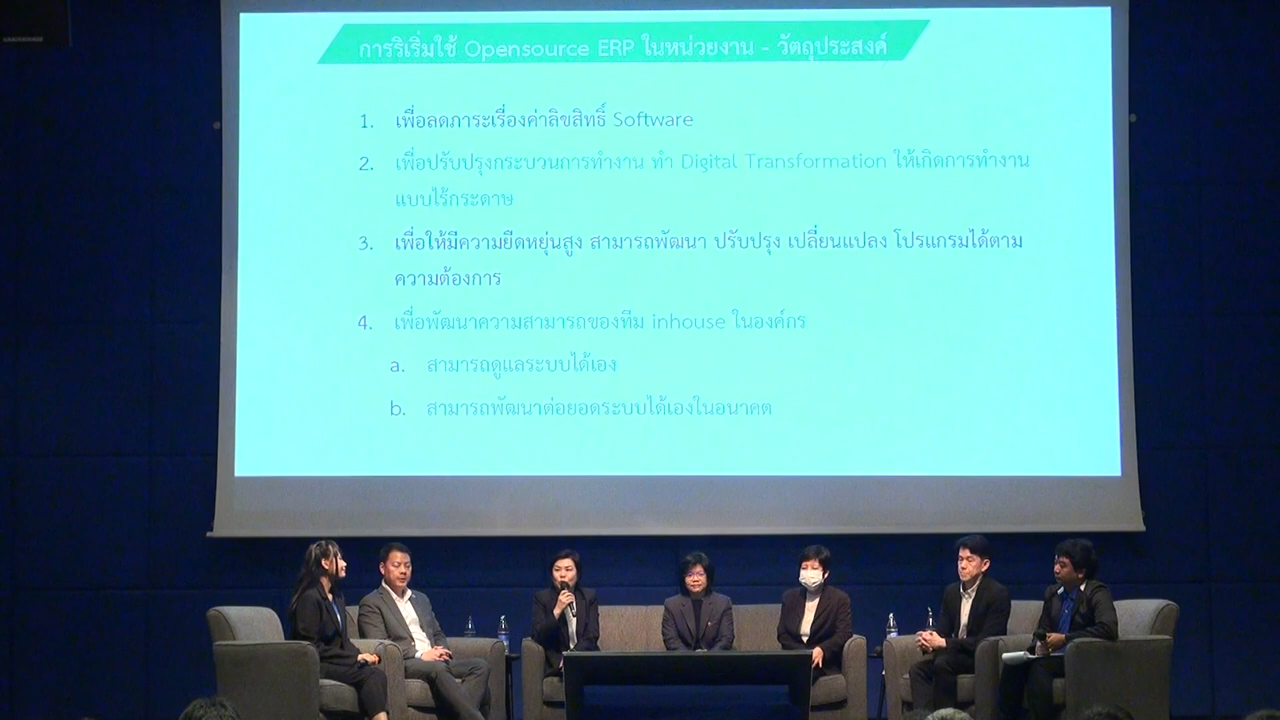 การริเริ่มใช้ Opensource ERP ในหน่วยงาน - วัตถุประสงค์
1. เพื่อลดภาระเรื่องค่าลิขสิทธิ์ Software
2. เพื่อปรับปรุงกระบวนการทำงาน ทำ Digital Transformation ให้เกิดการทำงาน
แบบไร้กระดาษ
3. เพื่อให้มีความยืดหยุ่นสูง สามารถพัฒนา ปรับปรุง เปลี่ยนแปลง โปรแกรมได้ตาม
ความต้องการ
4. เพื่อพัฒนาความสามารถของทีม inhouse ในองค์กร
a. สามารถดูแลระบบได้เอง
b. สามารถพัฒนาต่อยอดระบบได้เองในอนาคต